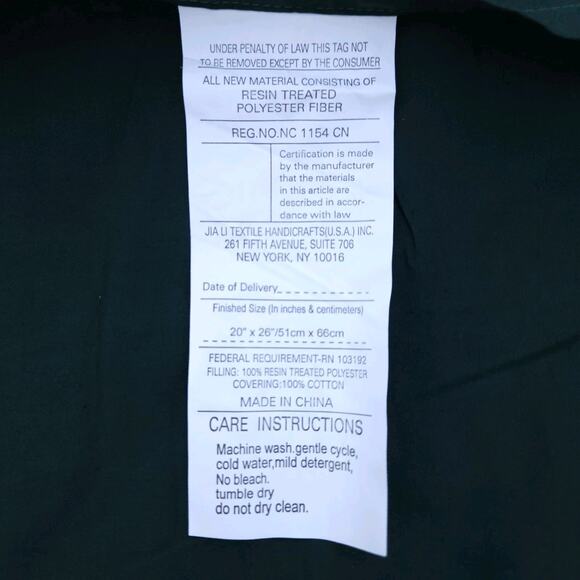 UNDER PENALTY OF LAW THIS TAG NOT
TO BE REMOVED EXCEPT BY THE CONSUMER
ALL NEW MATERIAL CONSISTING OF
RESIN TREATED
POLYESTER FIBER
REG.NO.NC 1154 CN
Certification is made
by the manufacturer
that the materials
in this article are
described in accor-
dance with law
JIA LI TEXTILE HANDICRAFTS(U.S.A.) INC.
261 FIFTH AVENUE, SUITE 706
NEW YORK, NY 10016
Date of Delivery
Finished Size (In inches & centimeters)
20" x 26"/51cm x 66cm
FEDERAL REQUIREMENT-RN 103192
FILLING: 100% RESIN TREATED POLYESTER
COVERING:100% COTTON
MADE IN CHINA
CARE INSTRUCTIONS
Machine wash.gentle cycle,
cold water,mild detergent,
No bleach.
tumble dry
do not dry clean.